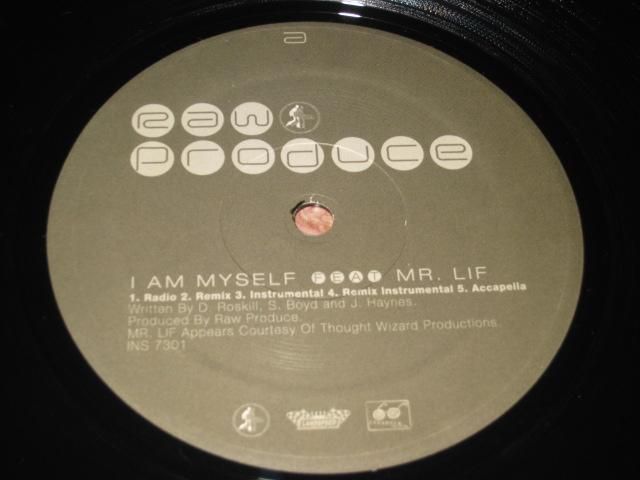 a
raw
produce
I AM MYSELF FEAT MR. LIF
1. Radio 2. Remix 3. Instrumental 4. Remix Instrumental 5. Accapella
Written By D. Roskill, S. Boyd and J. Haynes.
Produced By Raw Produce.
MR. LIF Appears Courtesy Of Thought Wizard Productions.
INS 7301
LANDSPEED